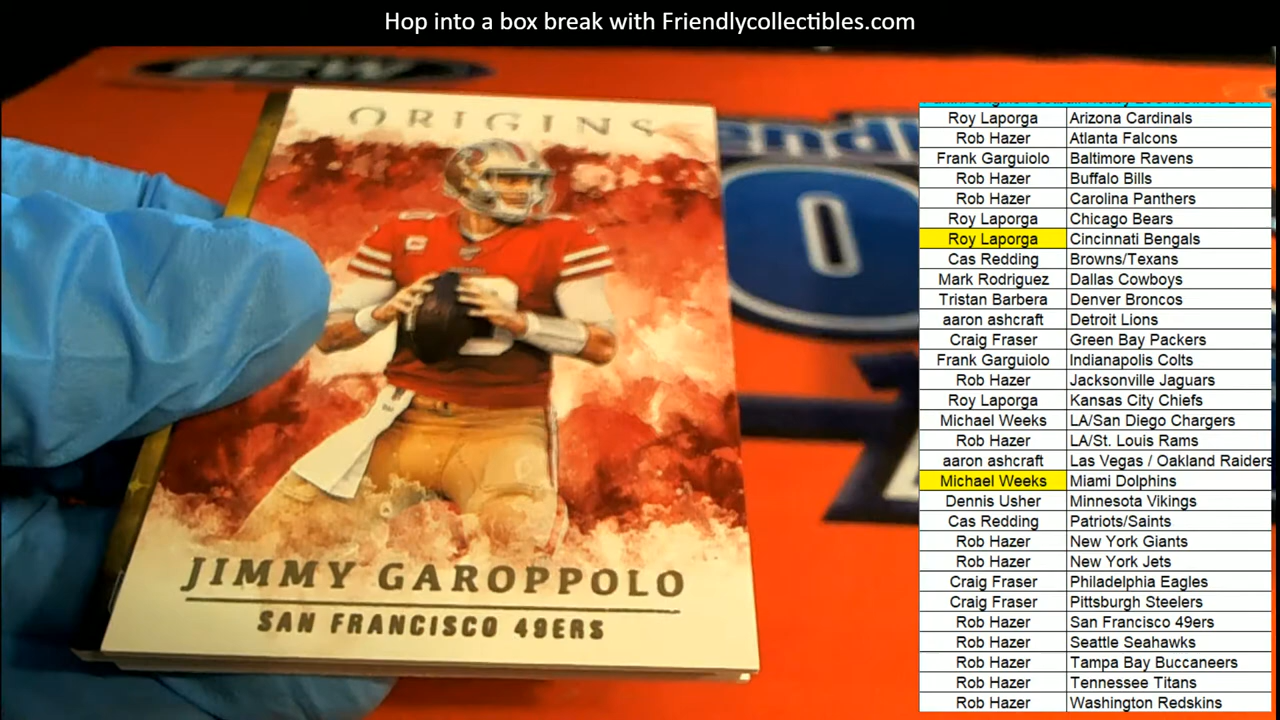 Hop into a box break with Friendlycollectibles.com
ORIGINS
JIMMY GAROPPOLO
SAN FRANCISCO 49ERS
Roy Laporga Arizona Cardinals
Rob Hazer Atlanta Falcons
Frank Garguiolo Baltimore Ravens
Rob Hazer Buffalo Bills
Rob Hazer Carolina Panthers
Roy Laporga Chicago Bears
Roy Laporga Cincinnati Bengals
Cas Redding Browns/Texans
Mark Rodriguez Dallas Cowboys
Tristan Barbera Denver Broncos
aaron ashcraft Detroit Lions
Craig Fraser Green Bay Packers
Frank Garguiolo Indianapolis Colts
Rob Hazer Jacksonville Jaguars
Roy Laporga Kansas City Chiefs
Michael Weeks LA/San Diego Chargers
Rob Hazer LA/St. Louis Rams
aaron ashcraft Las Vegas / Oakland Raiders
Michael Weeks Miami Dolphins
Dennis Usher Minnesota Vikings
Cas Redding Patriots/Saints
Rob Hazer New York Giants
Rob Hazer New York Jets
Craig Fraser Philadelphia Eagles
Craig Fraser Pittsburgh Steelers
Rob Hazer San Francisco 49ers
Rob Hazer Seattle Seahawks
Rob Hazer Tampa Bay Buccaneers
Rob Hazer Tennessee Titans
Rob Hazer Washington Redskins